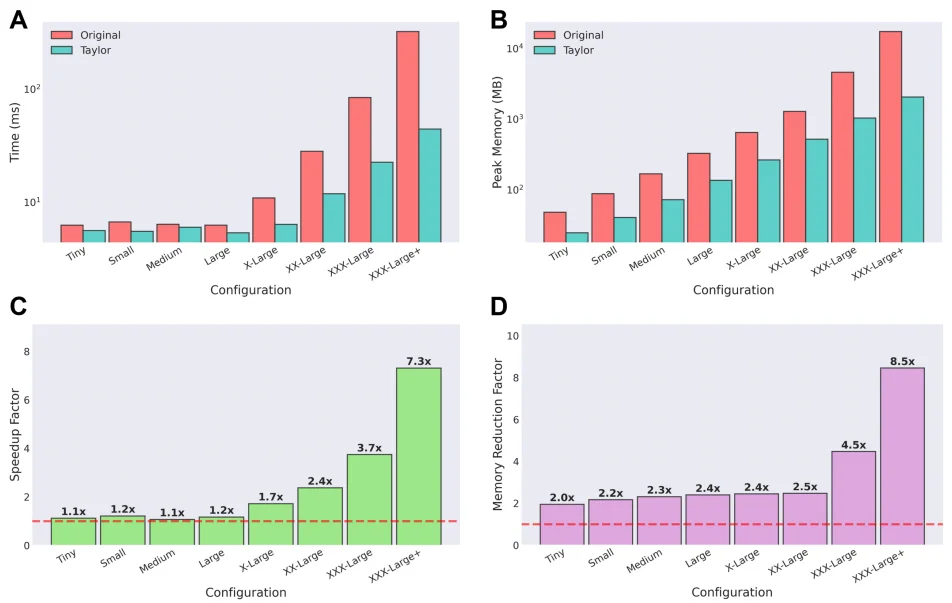 A
Original
Taylor
Time (ms)
10²
10¹
Tiny
Small
Medium
Large
X-Large
XX-Large
XXX-Large
XXX-Large+
Configuration
B
Original
Taylor
Peak Memory (MB)
10⁴
10³
10²
Tiny
Small
Medium
Large
X-Large
XX-Large
XXX-Large
XXX-Large+
Configuration
C
Speedup Factor
8
6
4
2
0
1.1x
1.2x
1.1x
1.2x
1.7x
2.4x
3.7x
7.3x
Tiny
Small
Medium
Large
X-Large
XX-Large
XXX-Large
XXX-Large+
Configuration
D
Memory Reduction Factor
10
8
6
4
2
0
2.0x
2.2x
2.3x
2.4x
2.4x
2.5x
4.5x
8.5x
Tiny
Small
Medium
Large
X-Large
XX-Large
XXX-Large
XXX-Large+
Configuration